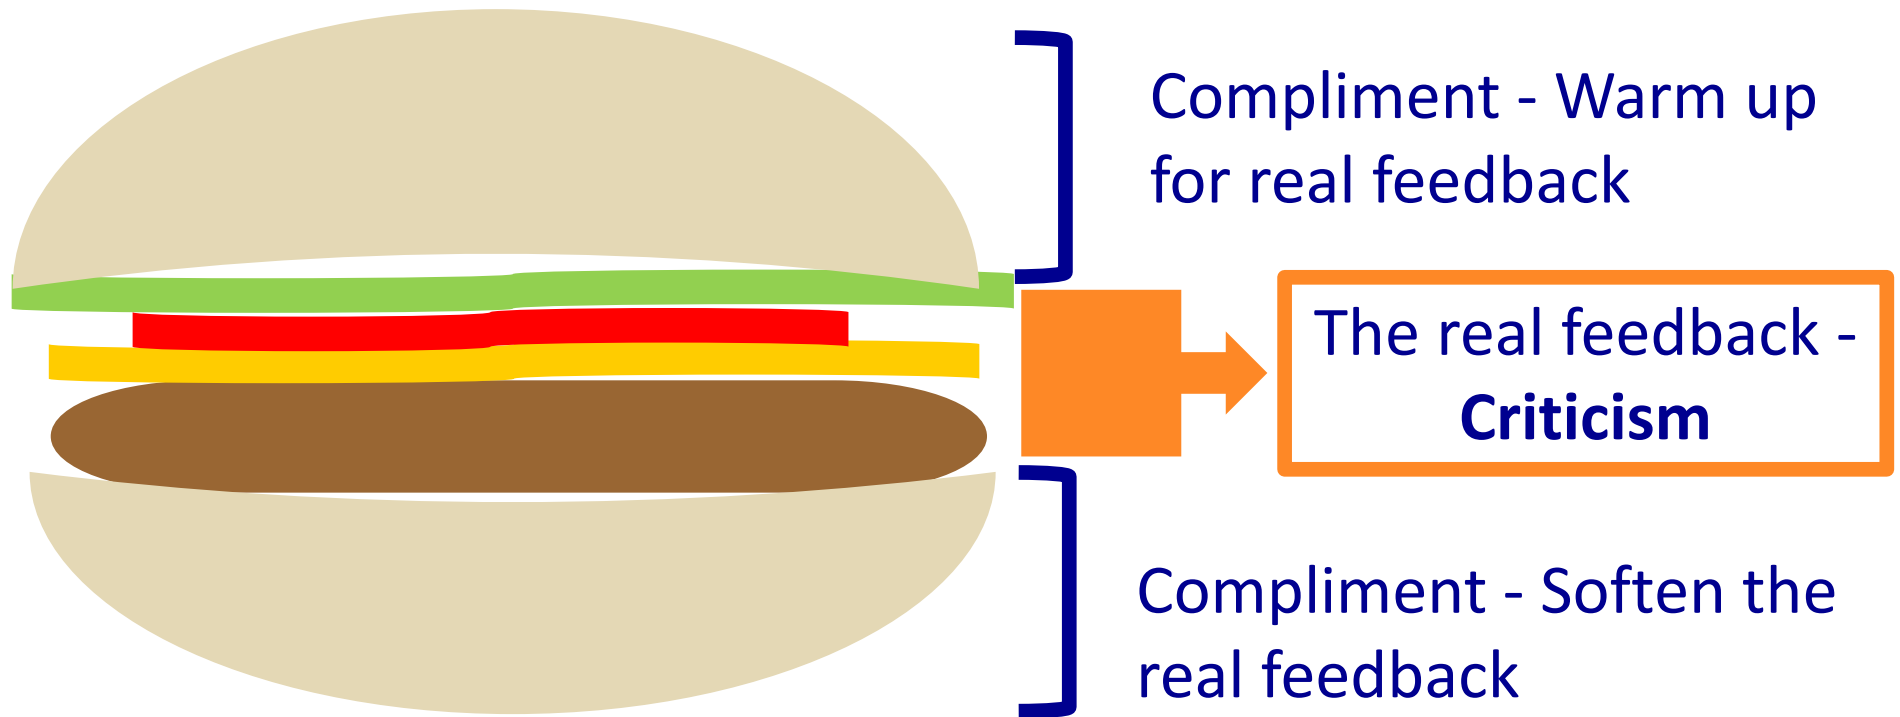 Compliment - Warm up
for real feedback
The real feedback -
Criticism
Compliment - Soften the
real feedback